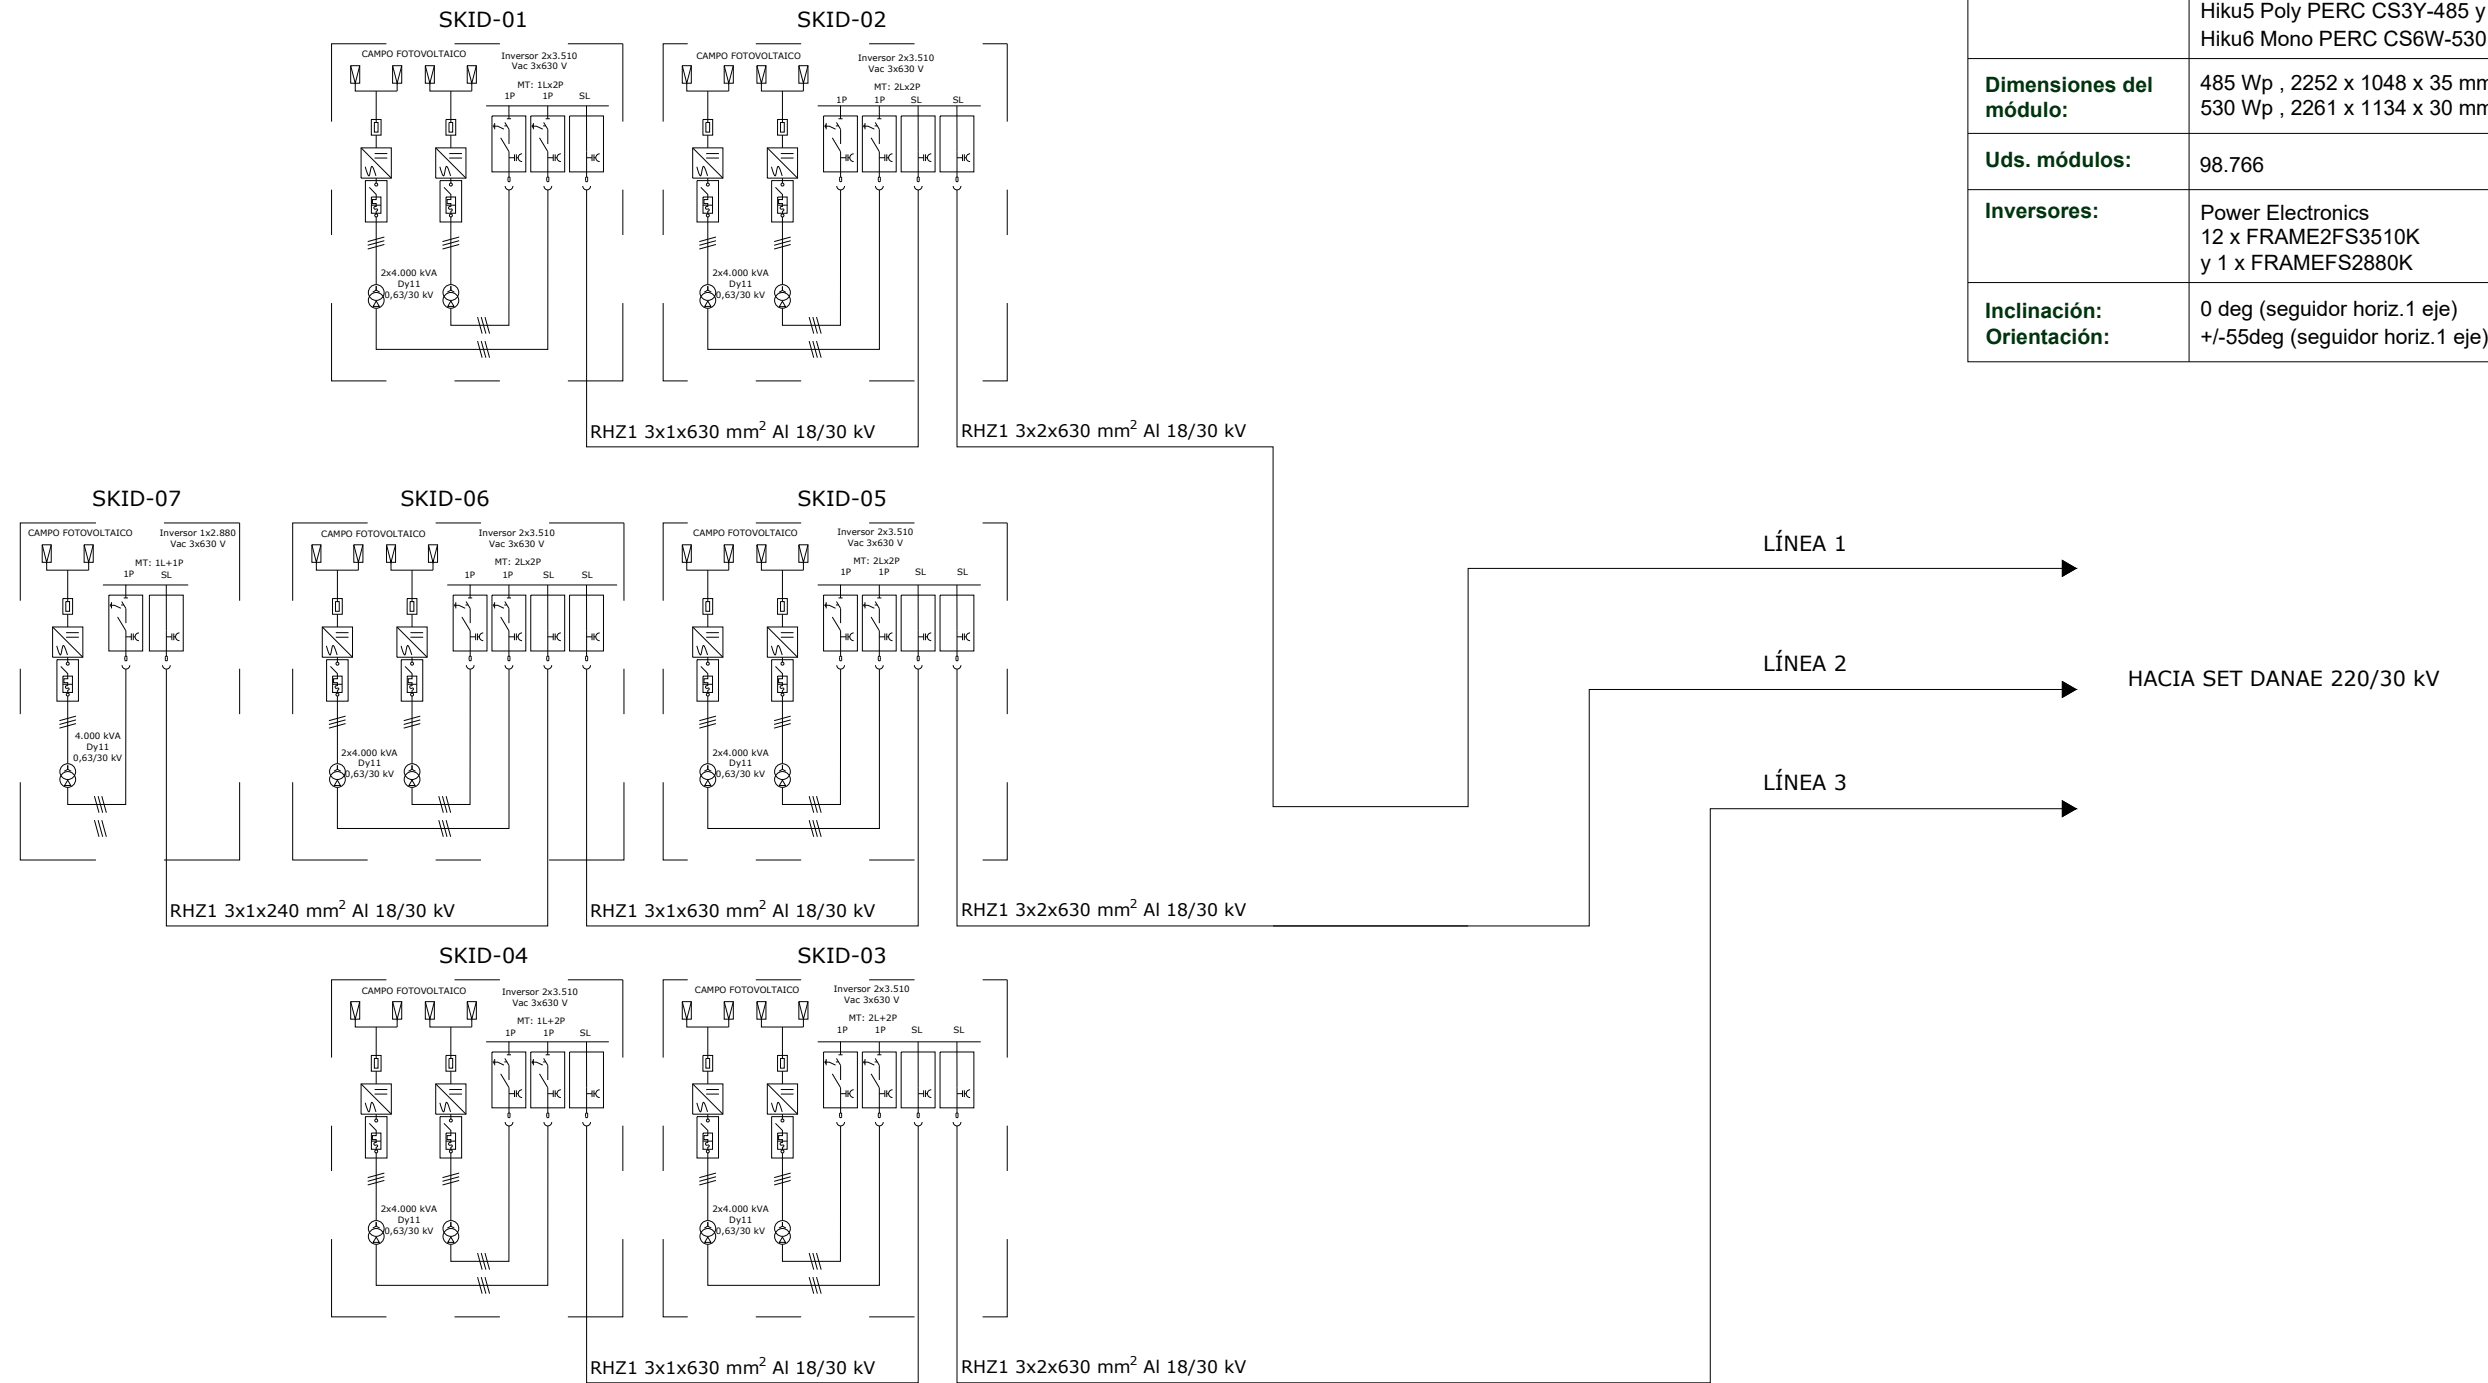 SKID-01
CAMPO FOTOVOLTAICO
Inversor 2x3.510
Vac 3x630 V
MT: 1Lx2P
1P 1P SL
2x4.000 kVA
Dy11
0,63/30 kV
RHZ1 3x1x630 mm² Al 18/30 kV
SKID-02
CAMPO FOTOVOLTAICO
Inversor 2x3.510
Vac 3x630 V
MT: 2Lx2P
1P 1P SL SL
2x4.000 kVA
Dy11
0,63/30 kV
RHZ1 3x2x630 mm² Al 18/30 kV
Hiku5 Poly PERC CS3Y-485 y
Hiku6 Mono PERC CS6W-530
Dimensiones del
módulo:
485 Wp , 2252 x 1048 x 35 mm
530 Wp , 2261 x 1134 x 30 mm
Uds. módulos:
98.766
Inversores:
Power Electronics
12 x FRAME2FS3510K
y 1 x FRAMEFS2880K
Inclinación:
Orientación:
0 deg (seguidor horiz.1 eje)
+/-55deg (seguidor horiz.1 eje)
SKID-07
CAMPO FOTOVOLTAICO
Inversor 1x2.880
Vac 3x630 V
MT: 1L+1P
1P SL
4.000 kVA
Dy11
0,63/30 kV
RHZ1 3x1x240 mm² Al 18/30 kV
SKID-06
CAMPO FOTOVOLTAICO
Inversor 2x3.510
Vac 3x630 V
MT: 2Lx2P
1P 1P SL SL
2x4.000 kVA
Dy11
0,63/30 kV
RHZ1 3x1x630 mm² Al 18/30 kV
SKID-05
CAMPO FOTOVOLTAICO
Inversor 2x3.510
Vac 3x630 V
MT: 2Lx2P
1P 1P SL SL
2x4.000 kVA
Dy11
0,63/30 kV
RHZ1 3x2x630 mm² Al 18/30 kV
LÍNEA 1
LÍNEA 2
HACIA SET DANAE 220/30 kV
LÍNEA 3
SKID-04
CAMPO FOTOVOLTAICO
Inversor 2x3.510
Vac 3x630 V
MT: 1L+2P
1P 1P SL
2x4.000 kVA
Dy11
0,63/30 kV
RHZ1 3x1x630 mm² Al 18/30 kV
SKID-03
CAMPO FOTOVOLTAICO
Inversor 2x3.510
Vac 3x630 V
MT: 2L+2P
1P 1P SL SL
2x4.000 kVA
Dy11
0,63/30 kV
RHZ1 3x2x630 mm² Al 18/30 kV